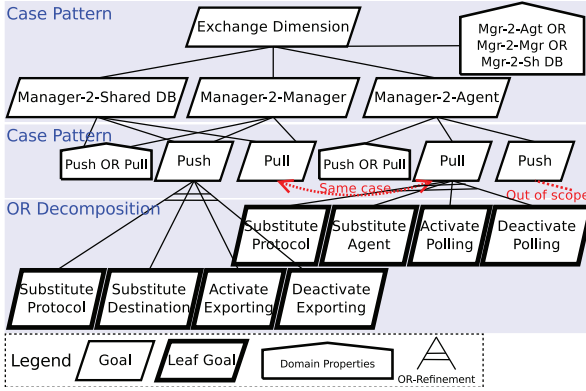 Case Pattern
Exchange Dimension
Mgr-2-Agt OR
Mgr-2-Mgr OR
Mgr-2-Sh DB
Manager-2-Shared DB
Manager-2-Manager
Manager-2-Agent
Case Pattern
Push OR Pull
Push
Pull
Push OR Pull
Pull
Push
Same case
Out of scope
OR Decomposition
Substitute
Protocol
Substitute
Agent
Activate
Polling
Deactivate
Polling
Substitute
Protocol
Substitute
Destination
Activate
Exporting
Deactivate
Exporting
Legend
Goal
Leaf Goal
Domain Properties
OR-Refinement